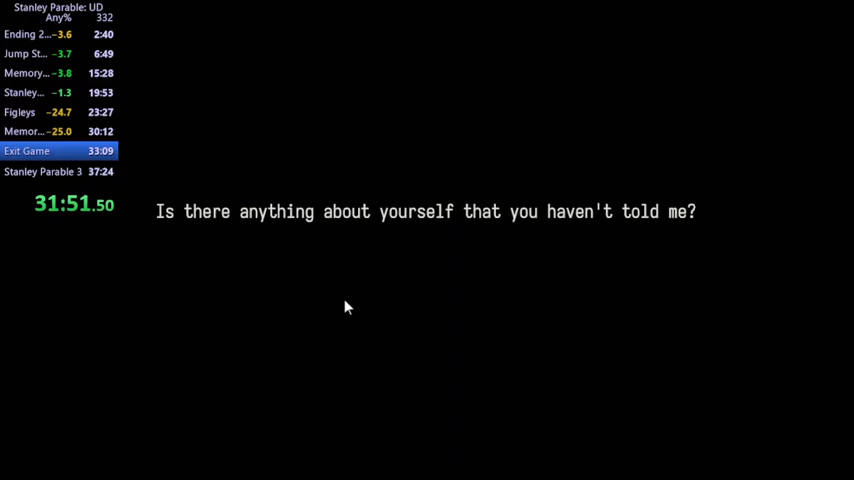 Stanley Parable: UD
Any% 332
Ending 2... -3.6 2:40
Jump St... -3.7 6:49
Memory... -3.8 15:28
Stanley... -1.3 19:53
Figleys -24.7 23:27
Memor... -25.0 30:12
Exit Game 33:09
Stanley Parable 3 37:24
31:51.50
Is there anything about yourself that you haven't told me?